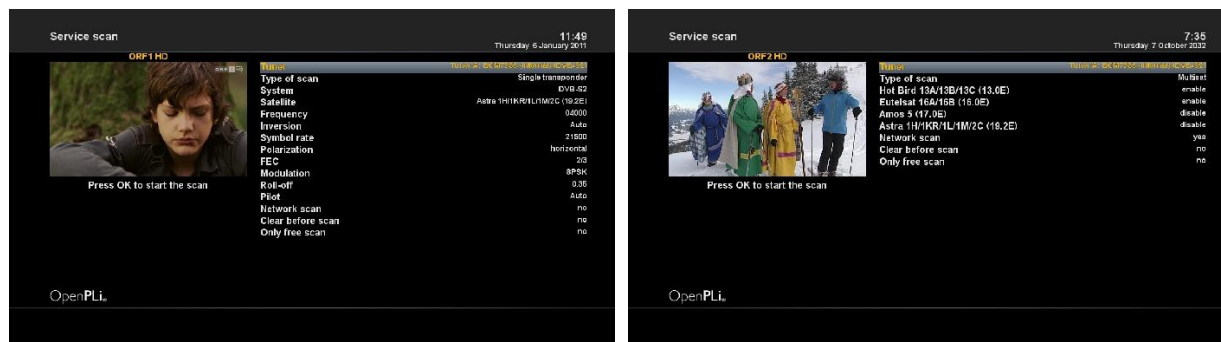 Service scan
11:49
Thursday 6 January 2011
ORF1 HD
Tuner
Type of scan Single transponder
System DVB-S2
Satellite Astra 1H/1KR/1L/1M/2C (19.2E)
Frequency 04000
Inversion Auto
Symbol rate 21500
Polarization horizontal
FEC 2/3
Modulation 8PSK
Roll-off 0.35
Pilot Auto
Network scan no
Clear before scan no
Only free scan no
Press OK to start the scan
OpenPLi
Service scan
7:35
Thursday 7 October 2032
ORF2 HD
Tuner
Type of scan Multisat
Hot Bird 13A/13B/13C (13.0E) enable
Eutelsat 16A/16B (16.0E) enable
Amos 5 (17.0E) disable
Astra 1H/1KR/1L/1M/2C (19.2E) disable
Network scan yes
Clear before scan no
Only free scan no
Press OK to start the scan
OpenPLi